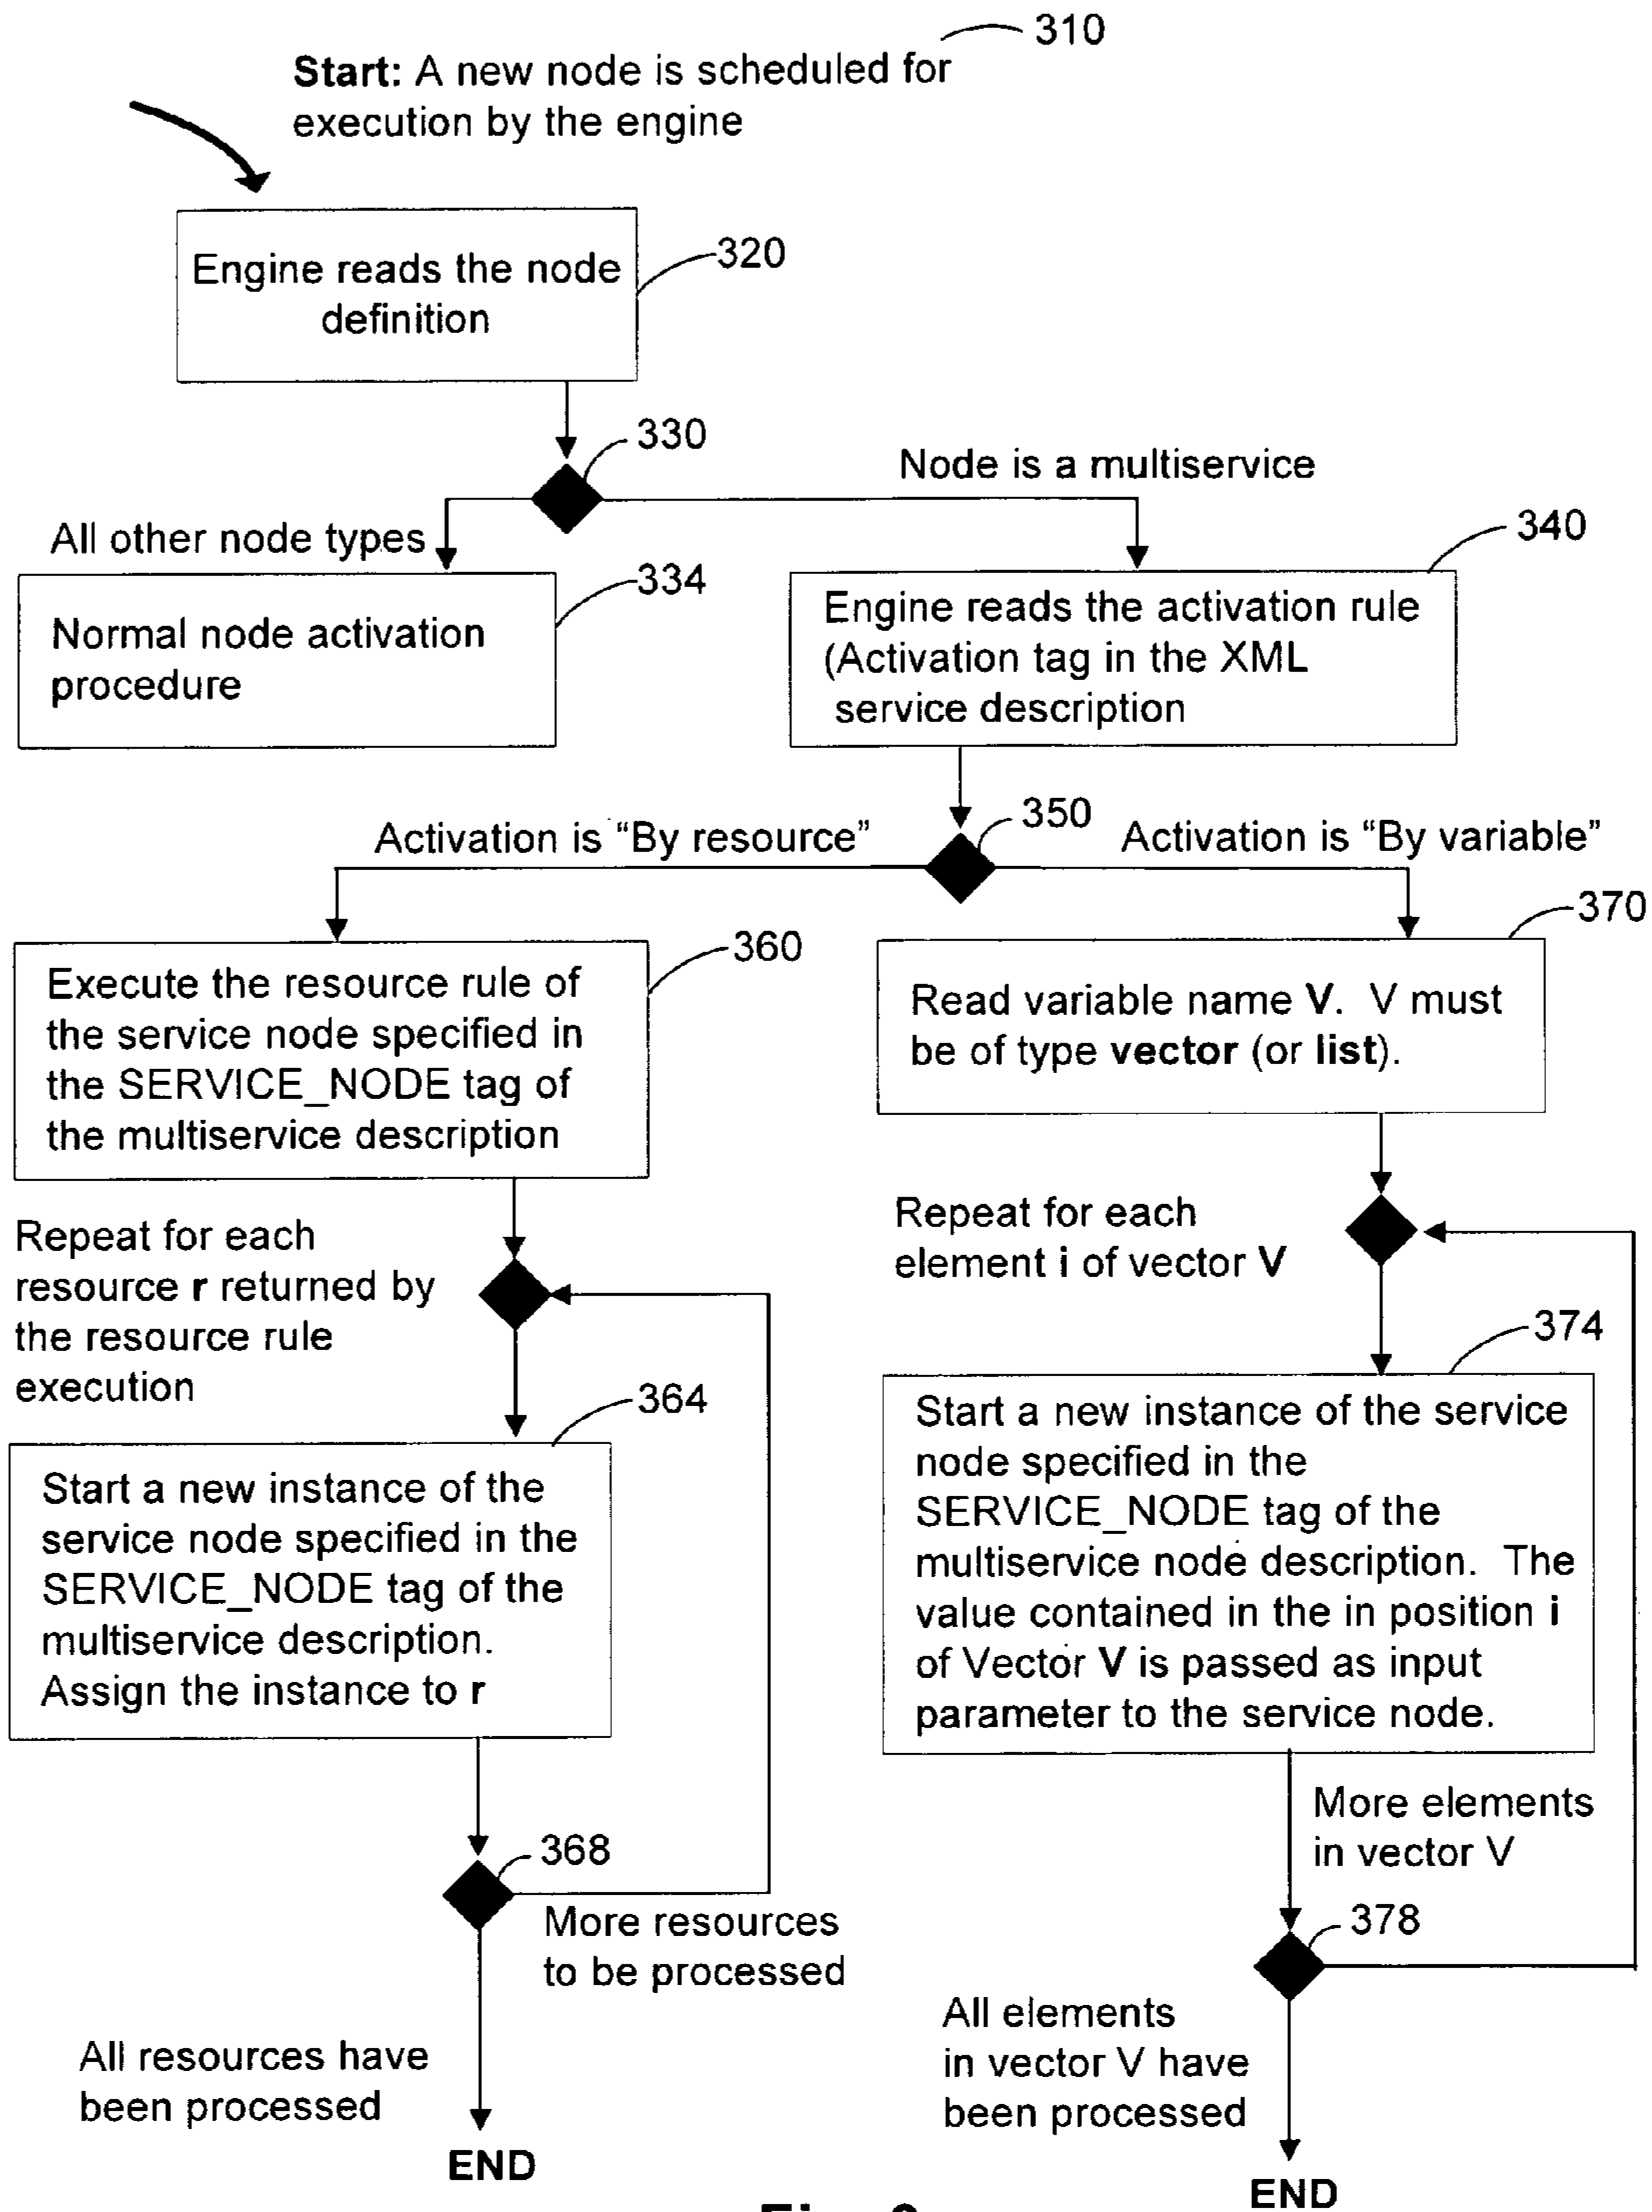 310
Start: A new node is scheduled for
execution by the engine
Engine reads the node
definition
320
330
Node is a multiservice
All other node types
334
340
Normal node activation
procedure
Engine reads the activation rule
(Activation tag in the XML
service description
350
Activation is “By resource”
Activation is “By variable”
360
370
Execute the resource rule of
the service node specified in
the SERVICE_NODE tag of
the multiservice description
Read variable name V. V must
be of type vector (or list).
Repeat for each
resource r returned by
the resource rule
execution
Repeat for each
element i of vector V
364
374
Start a new instance of the
service node specified in the
SERVICE_NODE tag of the
multiservice description.
Assign the instance to r
Start a new instance of the service
node specified in the
SERVICE_NODE tag of the
multiservice node description. The
value contained in the in position i
of Vector V is passed as input
parameter to the service node.
368
More resources
to be processed
More elements
in vector V
378
All resources have
been processed
All elements
in vector V have
been processed
END
END